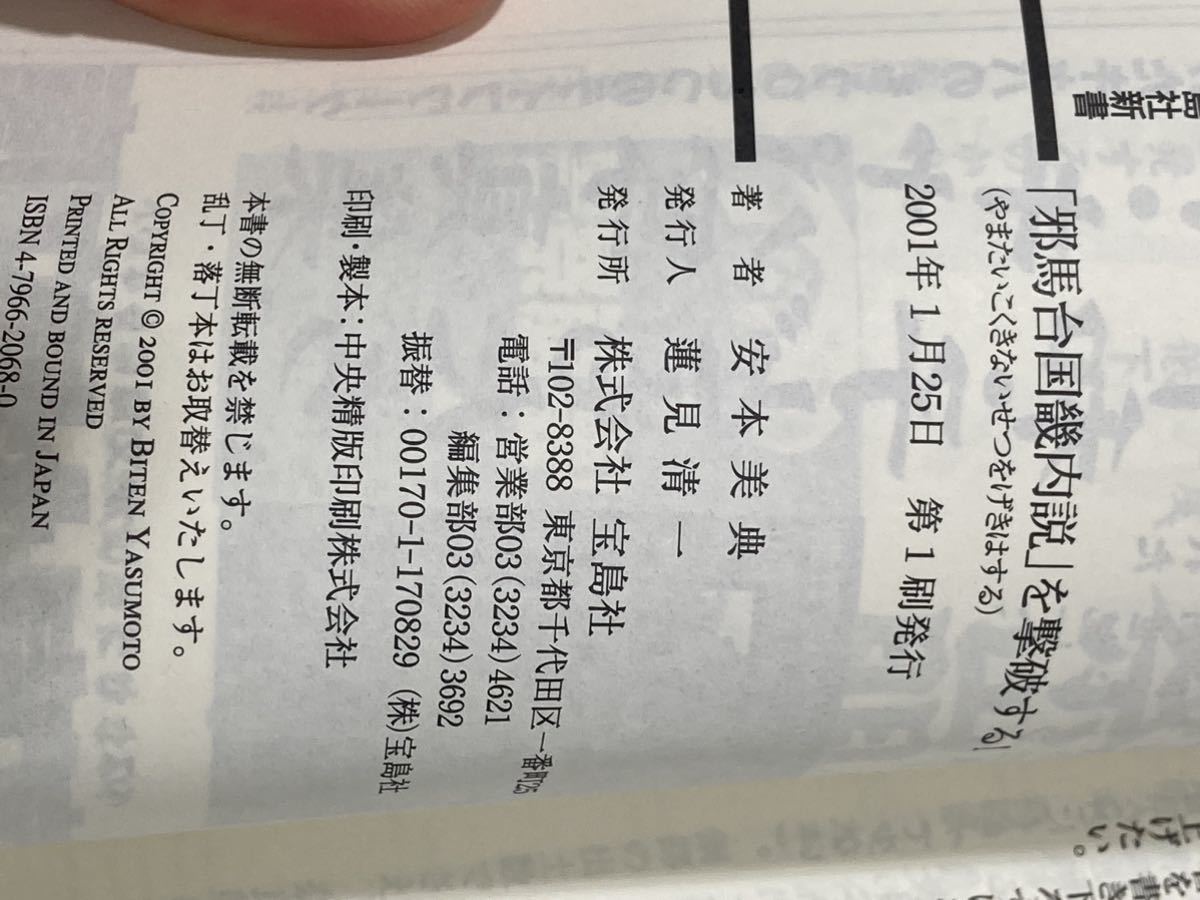 島社新書
「邪馬台国畿内説」を撃破する!
(やまたいこくきないせつをげきはする)
2001年1月25日 第1刷発行
著者 安本美典
発行人 蓮見清一
発行所 株式会社 宝島社
〒102-8388 東京都千代田区一番町25
電話:営業部03(3234)4621
編集部03(3234)3692
振替:00170-1-170829 (株)宝島社
印刷・製本:中央精版印刷株式会社
本書の無断転載を禁じます。
乱丁・落丁本はお取替えいたします。
COPYRIGHT © 2001 BY BITEN YASUMOTO
ALL RIGHTS RESERVED
PRINTED AND BOUND IN JAPAN
ISBN 4-7966-2068-0
上げたい。